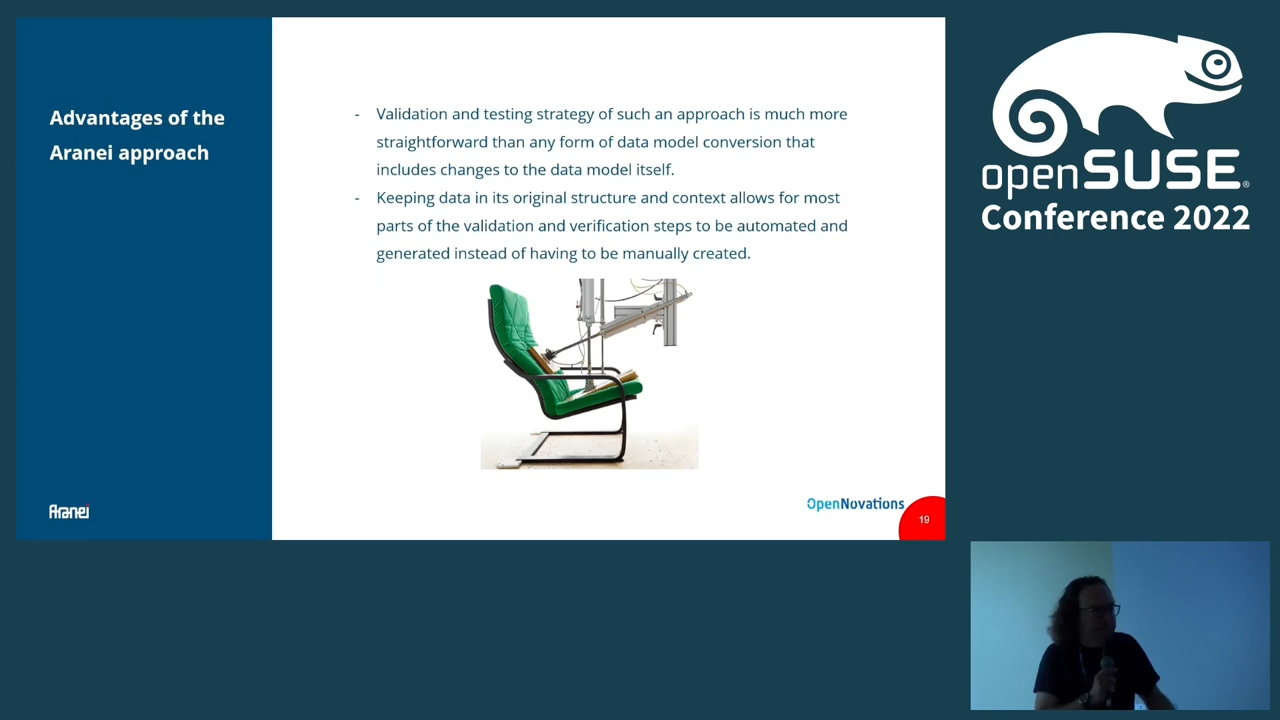 Advantages of the
Aranei approach
- Validation and testing strategy of such an approach is much more
straightforward than any form of data model conversion that
includes changes to the data model itself.
- Keeping data in its original structure and context allows for most
parts of the validation and verification steps to be automated and
generated instead of having to be manually created.
Aranei
OpenNovations
19
openSUSE®
Conference 2022